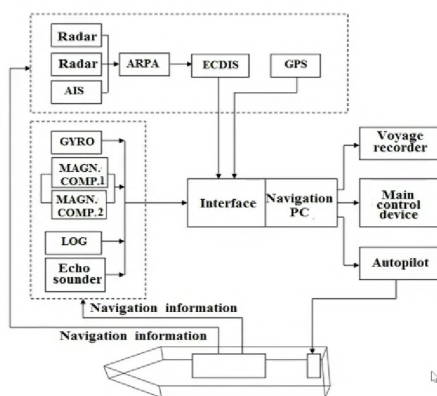 Radar
Radar
AIS
ARPA
ECDIS
GPS
GYRO
MAGN.
COMP.1
MAGN.
COMP.2
LOG
Echo
sounder
Interface
Navigation
PC
Voyage
recorder
Main
control
device
Autopilot
Navigation information
Navigation information